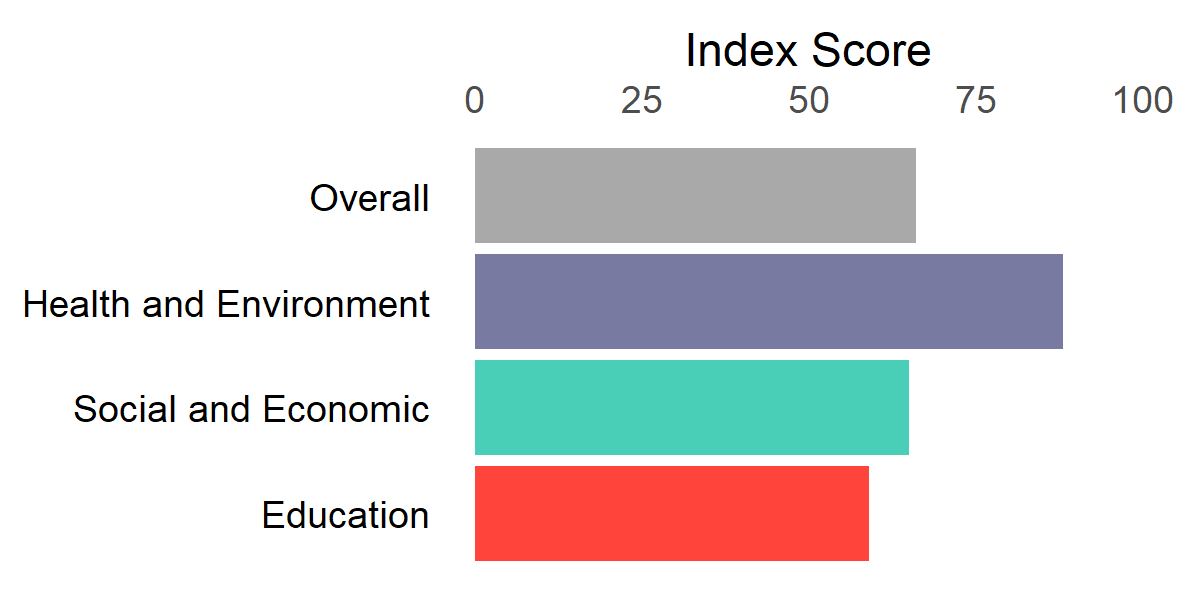 Index Score
0 25 50 75 100
Overall
Health and Environment
Social and Economic
Education